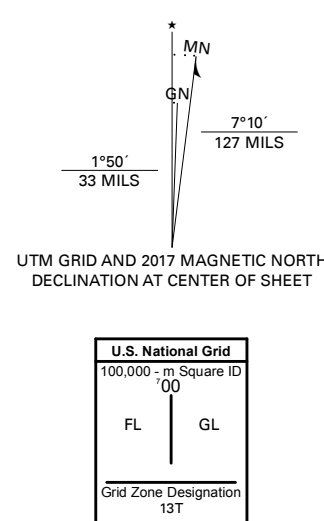 ★
MN
GN
7°10´
127 MILS
1°50´
33 MILS
UTM GRID AND 2017 MAGNETIC NORTH
DECLINATION AT CENTER OF SHEET
U.S. National Grid
100,000 - m Square ID
⁷00
FL GL
Grid Zone Designation
13T